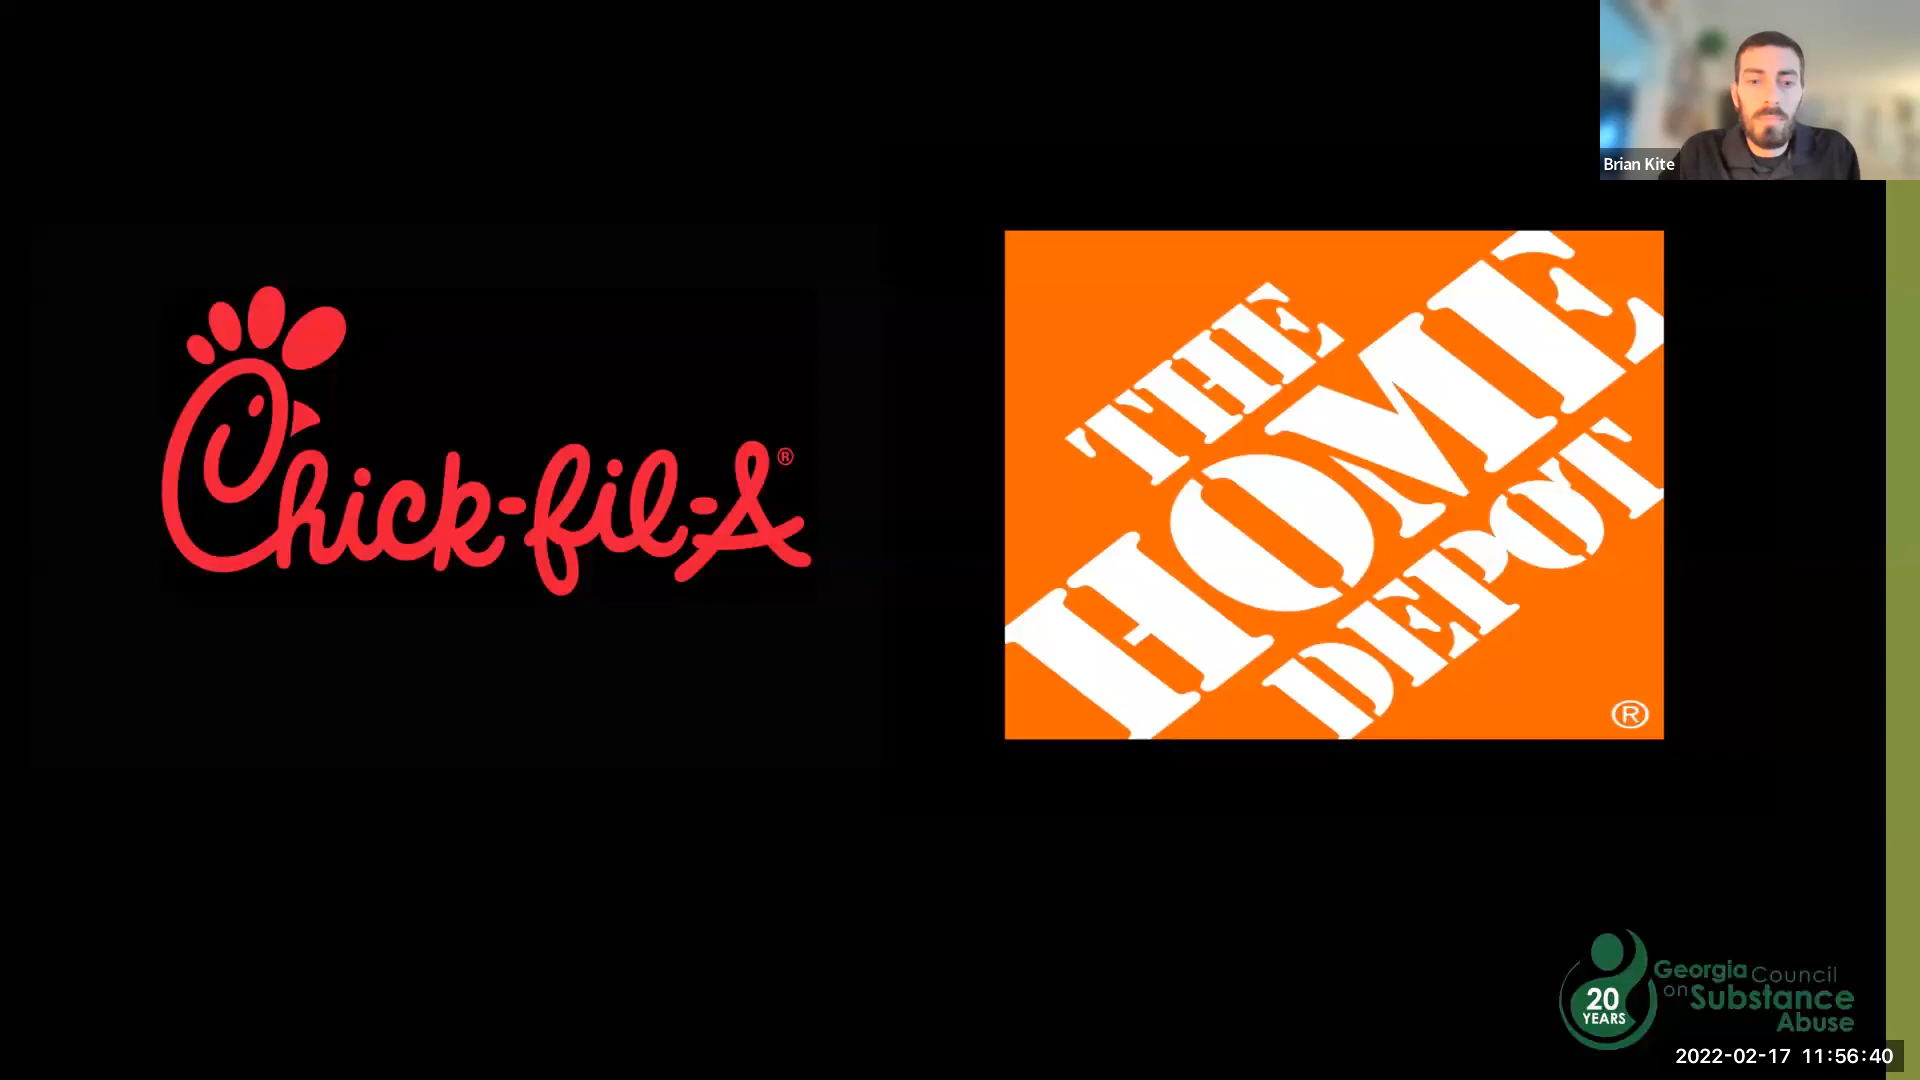 Brian Kite
Chick-fil-A®
THE
HOME
DEPOT
®
Georgia Council
on Substance
Abuse
20
YEARS
2022-02-17 11:56:40